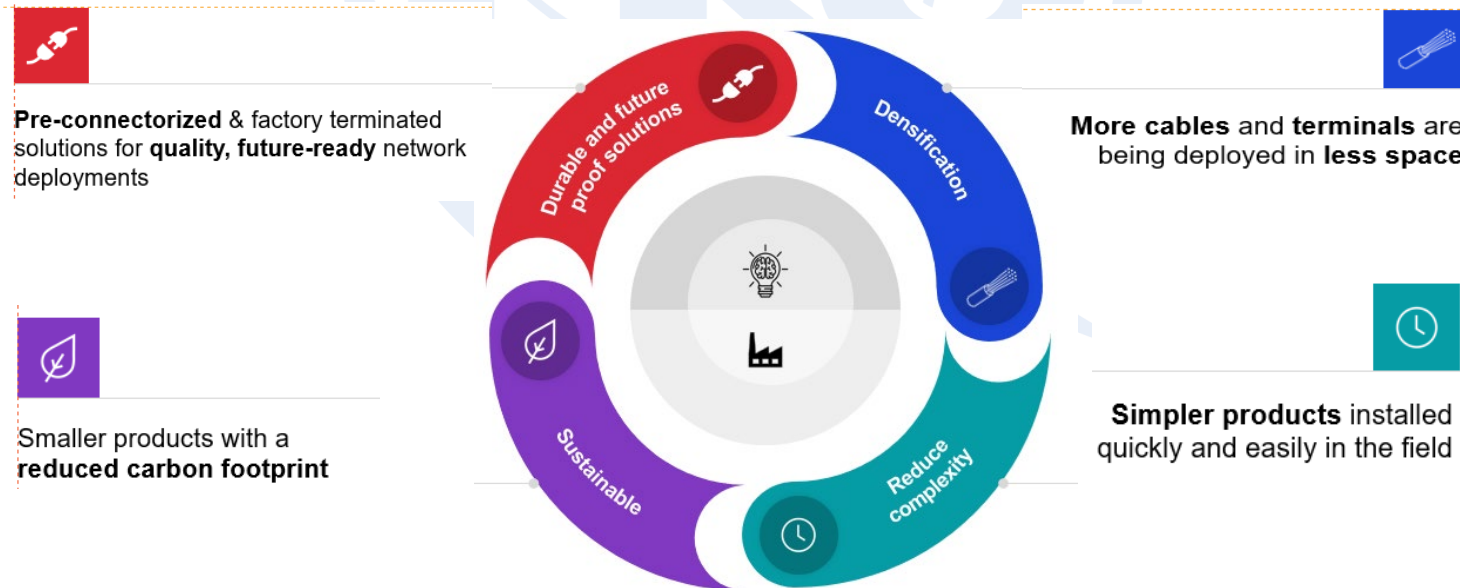 Pre-connectorized & factory terminated
solutions for quality, future-ready network
deployments
Durable and future
proof solutions
Densification
More cables and terminals are
being deployed in less space
Smaller products with a
reduced carbon footprint
Sustainable
Reduce
complexity
Simpler products installed
quickly and easily in the field